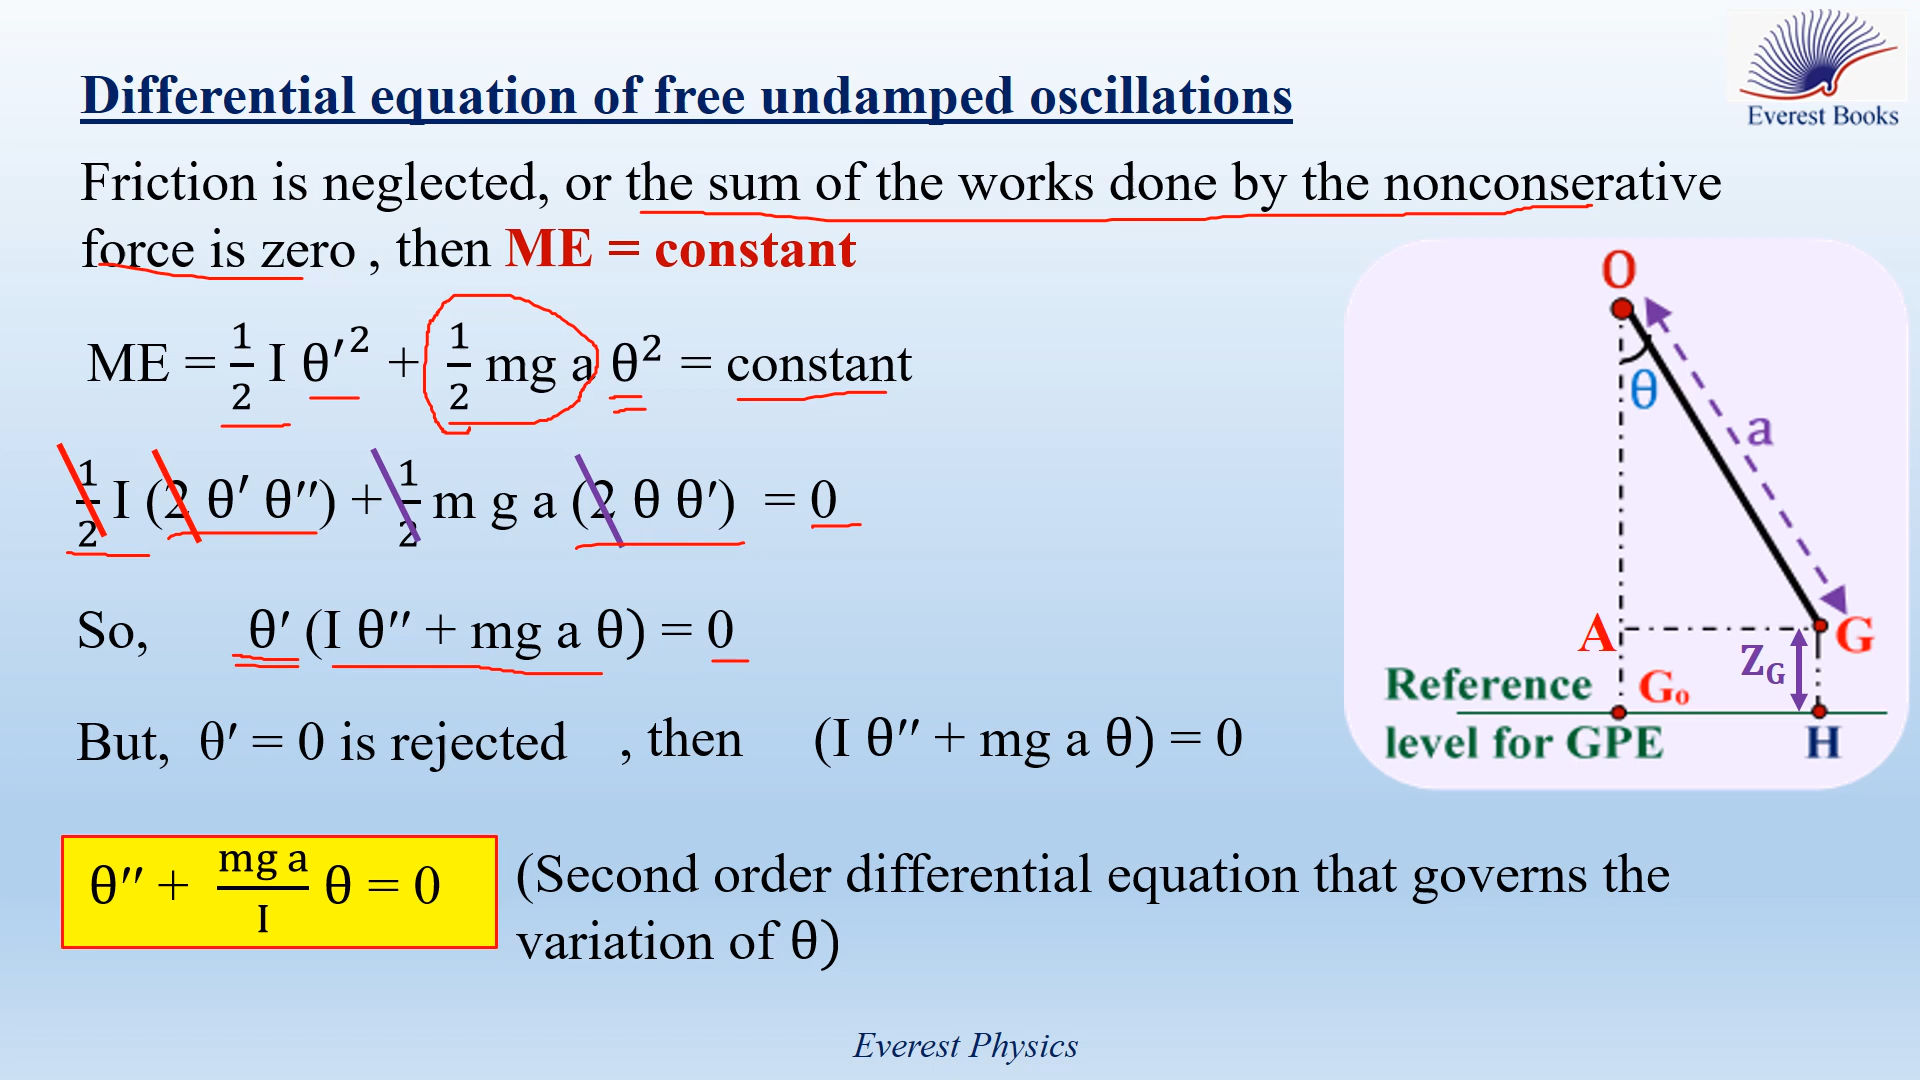 Everest Books
Differential equation of free undamped oscillations
Friction is neglected, or the sum of the works done by the nonconserative
force is zero , then ME = constant
ME = 1/2 I θ′² + 1/2 mg a θ² = constant
1/2 I (2 θ′ θ′′) + 1/2 m g a (2 θ θ′) = 0
So, θ′ (I θ′′ + mg a θ) = 0
But, θ′ = 0 is rejected , then (I θ′′ + mg a θ) = 0
θ′′ + mg a/I θ = 0
(Second order differential equation that governs the
variation of θ)
O
θ
a
A
G
Z_G
Reference
G₀
level for GPE
H
Everest Physics